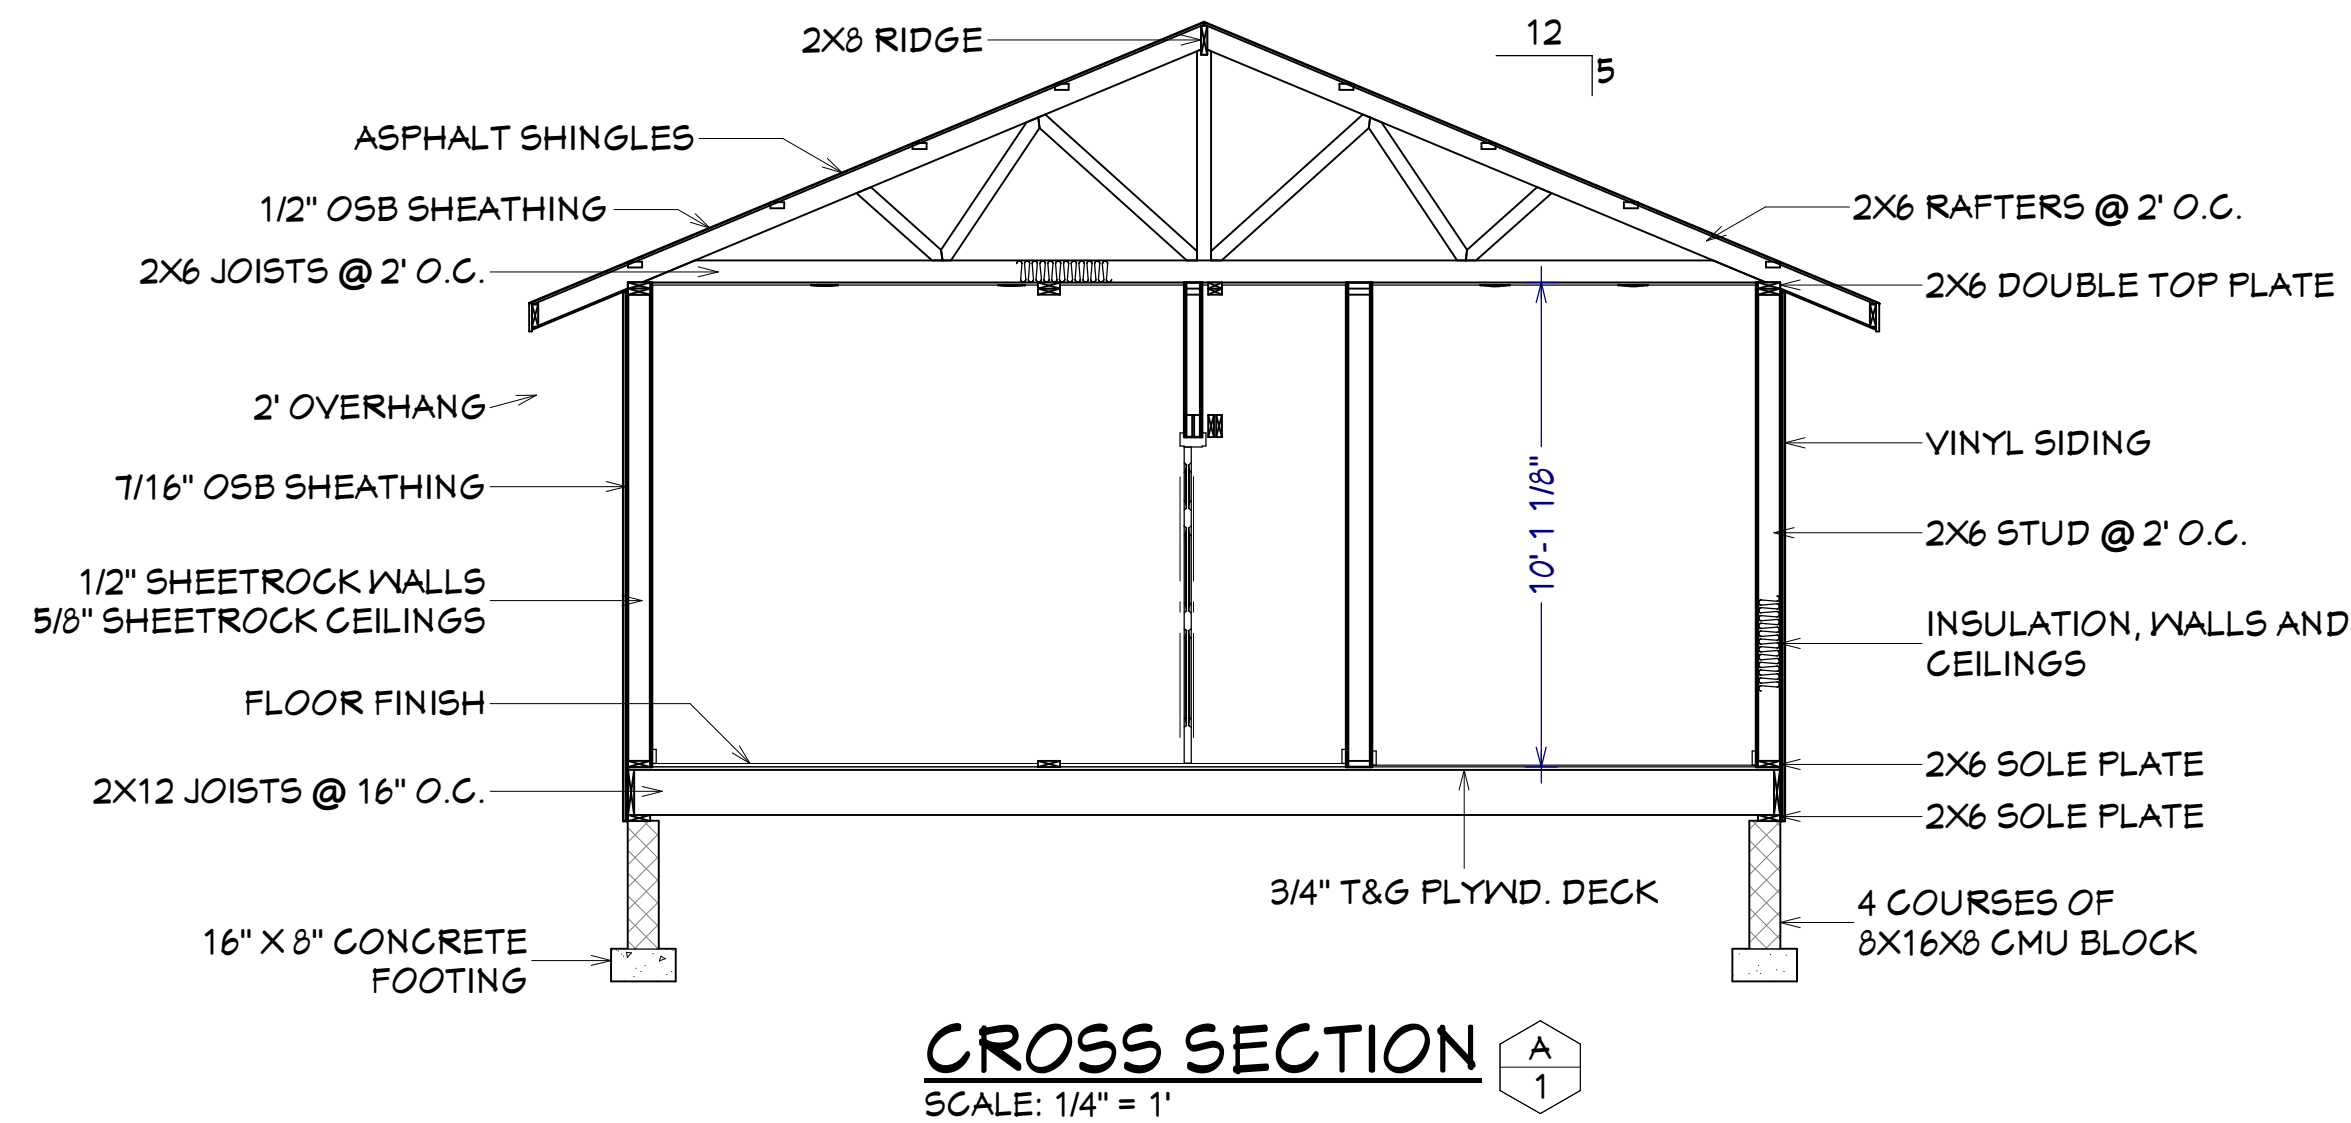 2X8 RIDGE
12
5
ASPHALT SHINGLES
1/2" OSB SHEATHING
2X6 JOISTS @ 2' O.C.
2' OVERHANG
7/16" OSB SHEATHING
1/2" SHEETROCK WALLS
5/8" SHEETROCK CEILINGS
FLOOR FINISH
2X12 JOISTS @ 16" O.C.
16" X 8" CONCRETE
FOOTING
10'-1 1/8"
3/4" T&G PLYWD. DECK
2X6 RAFTERS @ 2' O.C.
2X6 DOUBLE TOP PLATE
VINYL SIDING
2X6 STUD @ 2' O.C.
INSULATION, WALLS AND
CEILINGS
2X6 SOLE PLATE
2X6 SOLE PLATE
4 COURSES OF
8X16X8 CMU BLOCK
CROSS SECTION
SCALE: 1/4" = 1'
A
1